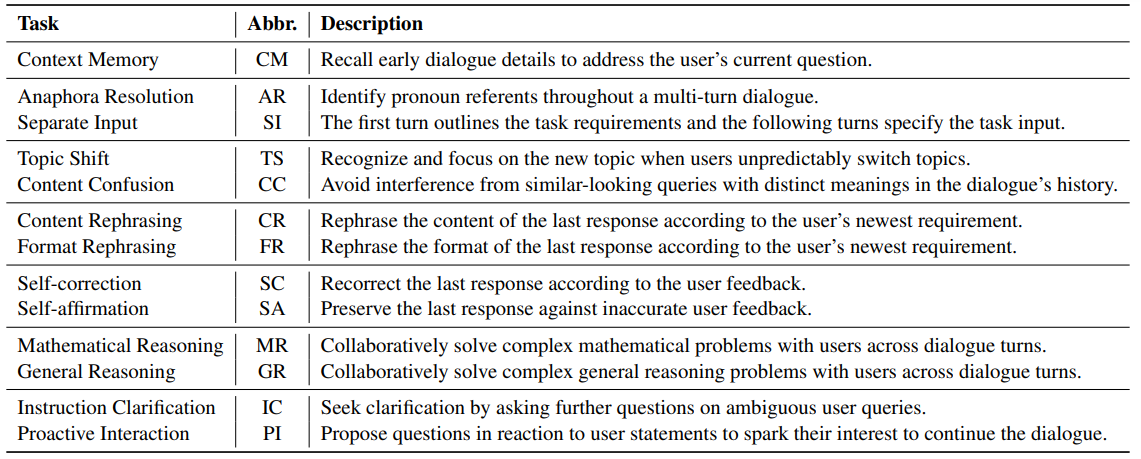 Task Abbr. Description
Context Memory CM Recall early dialogue details to address the user's current question.
Anaphora Resolution AR Identify pronoun referents throughout a multi-turn dialogue.
Separate Input SI The first turn outlines the task requirements and the following turns specify the task input.
Topic Shift TS Recognize and focus on the new topic when users unpredictably switch topics.
Content Confusion CC Avoid interference from similar-looking queries with distinct meanings in the dialogue's history.
Content Rephrasing CR Rephrase the content of the last response according to the user's newest requirement.
Format Rephrasing FR Rephrase the format of the last response according to the user's newest requirement.
Self-correction SC Recorrect the last response according to the user feedback.
Self-affirmation SA Preserve the last response against inaccurate user feedback.
Mathematical Reasoning MR Collaboratively solve complex mathematical problems with users across dialogue turns.
General Reasoning GR Collaboratively solve complex general reasoning problems with users across dialogue turns.
Instruction Clarification IC Seek clarification by asking further questions on ambiguous user queries.
Proactive Interaction PI Propose questions in reaction to user statements to spark their interest to continue the dialogue.